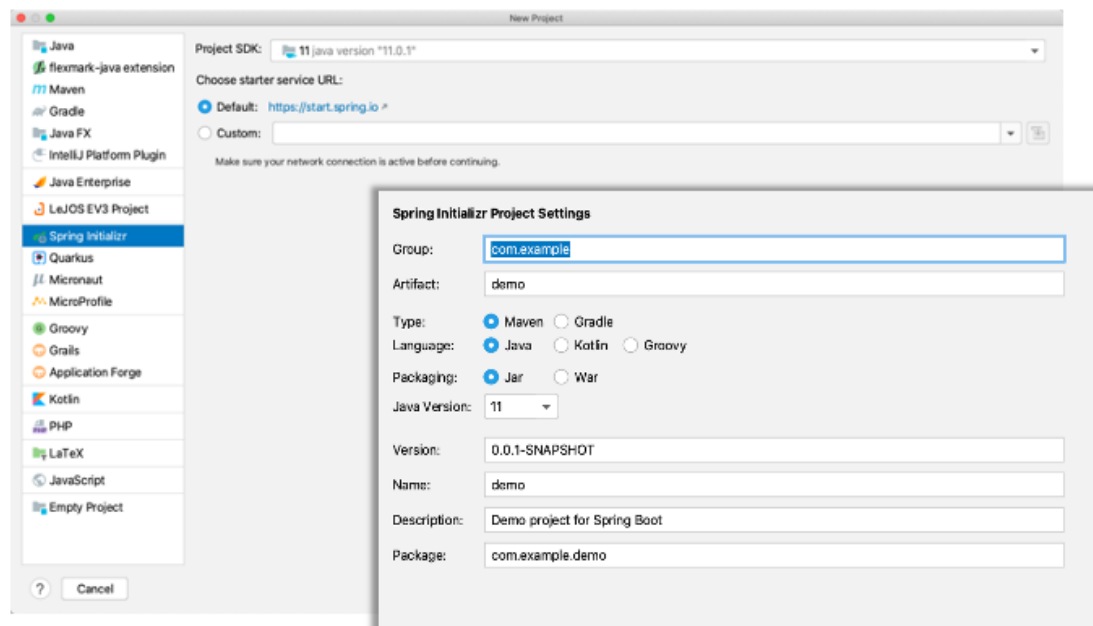 New Project
Java
flexmark-java extension
Maven
Gradle
Java FX
IntelliJ Platform Plugin
Java Enterprise
LeJOS EV3 Project
Spring Initializr
Quarkus
Micronaut
MicroProfile
Groovy
Grails
Application Forge
Kotlin
PHP
LaTeX
JavaScript
Empty Project
? Cancel
Project SDK: 11 java version "11.0.1"
Choose starter service URL:
Default: https://start.spring.io
Custom:
Make sure your network connection is active before continuing.
Spring Initializr Project Settings
Group: com.example
Artifact: demo
Type: Maven Gradle
Language: Java Kotlin Groovy
Packaging: Jar War
Java Version: 11
Version: 0.0.1-SNAPSHOT
Name: demo
Description: Demo project for Spring Boot
Package: com.example.demo